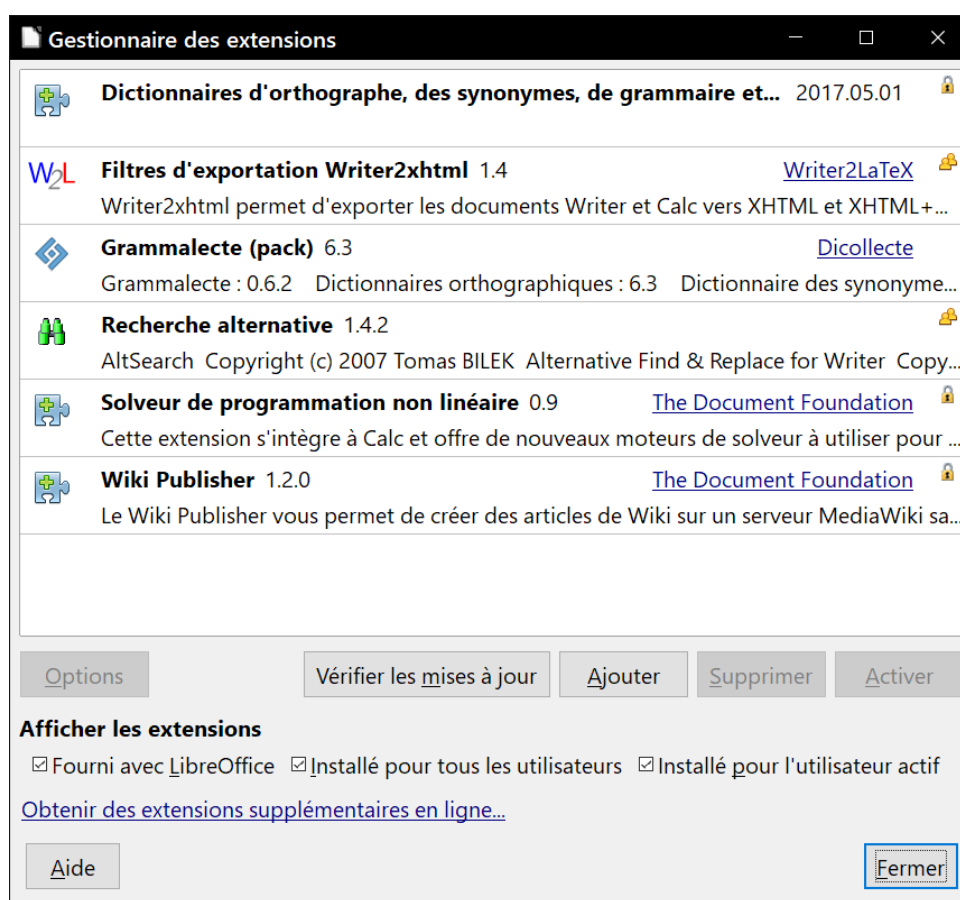 Gestionnaire des extensions
Dictionnaires d'orthographe, des synonymes, de grammaire et... 2017.05.01
W2L Filtres d'exportation Writer2xhtml 1.4 Writer2LaTeX
Writer2xhtml permet d'exporter les documents Writer et Calc vers XHTML et XHTML+...
Grammalecte (pack) 6.3 Dicollecte
Grammalecte : 0.6.2 Dictionnaires orthographiques : 6.3 Dictionnaire des synonyme...
Recherche alternative 1.4.2
AltSearch Copyright (c) 2007 Tomas BILEK Alternative Find & Replace for Writer Copy...
Solveur de programmation non linéaire 0.9 The Document Foundation
Cette extension s'intègre à Calc et offre de nouveaux moteurs de solveur à utiliser pour ...
Wiki Publisher 1.2.0 The Document Foundation
Le Wiki Publisher vous permet de créer des articles de Wiki sur un serveur MediaWiki sa...
Options Vérifier les mises à jour Ajouter Supprimer Activer
Afficher les extensions
Fourni avec LibreOffice Installé pour tous les utilisateurs Installé pour l'utilisateur actif
Obtenir des extensions supplémentaires en ligne...
Aide Fermer